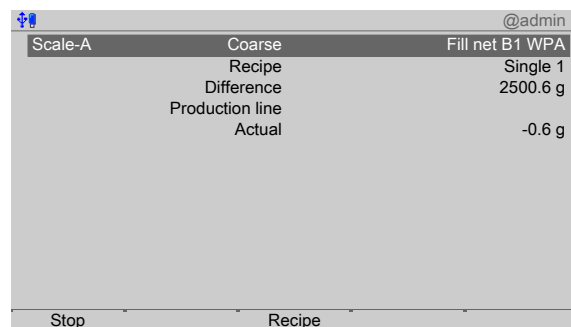 @admin
Scale-A Coarse Fill net B1 WPA
Recipe Single 1
Difference 2500.6 g
Production line
Actual -0.6 g
Stop Recipe